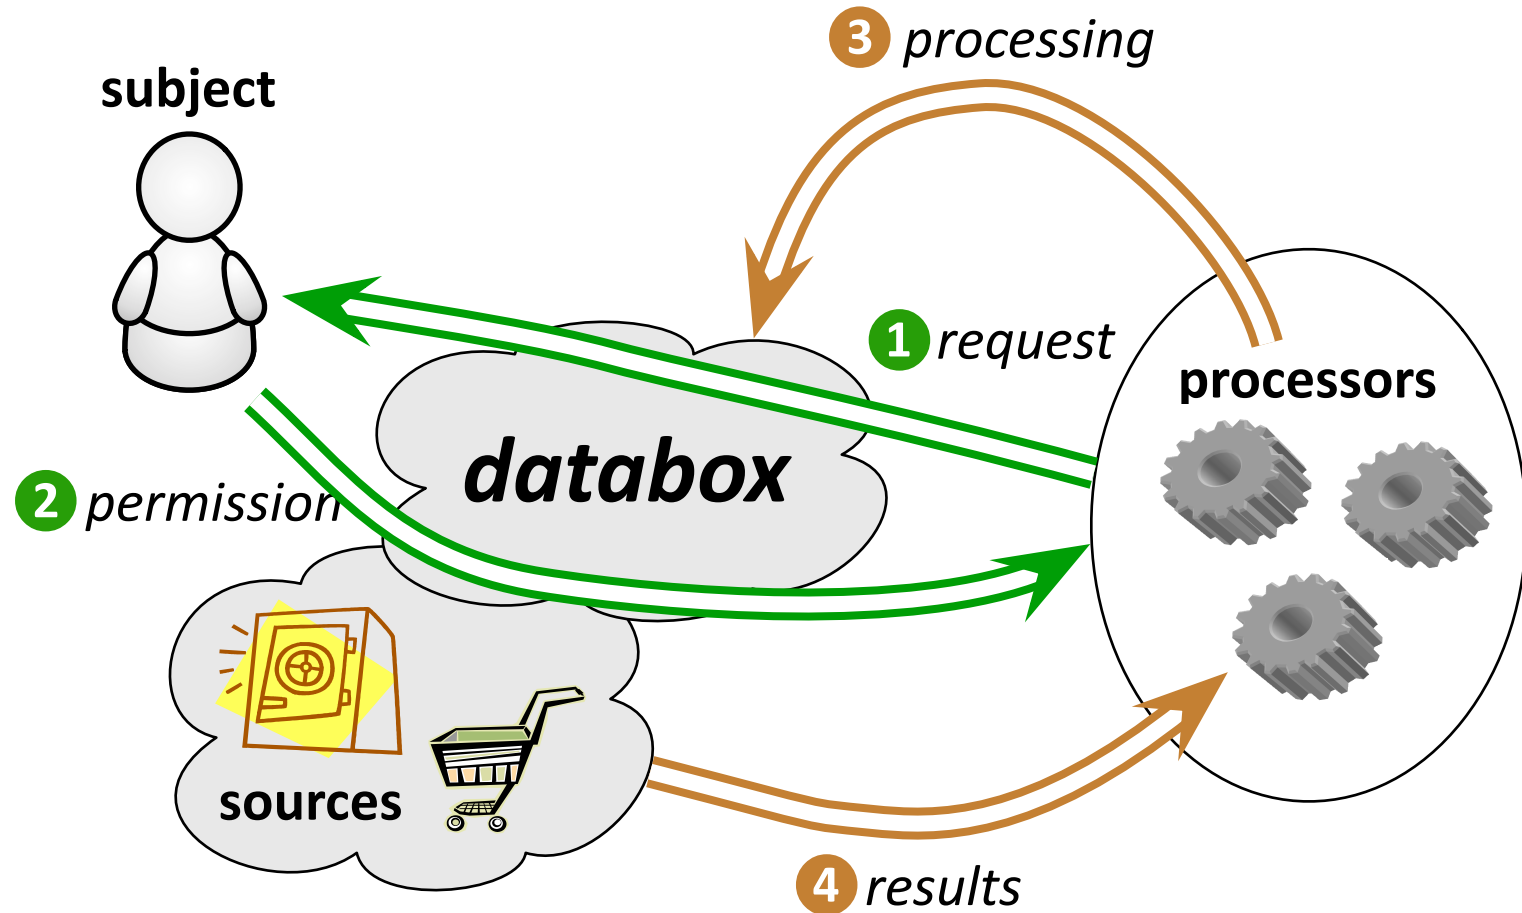 3 processing
subject
1 request
processors
databox
2 permission
sources
4 results